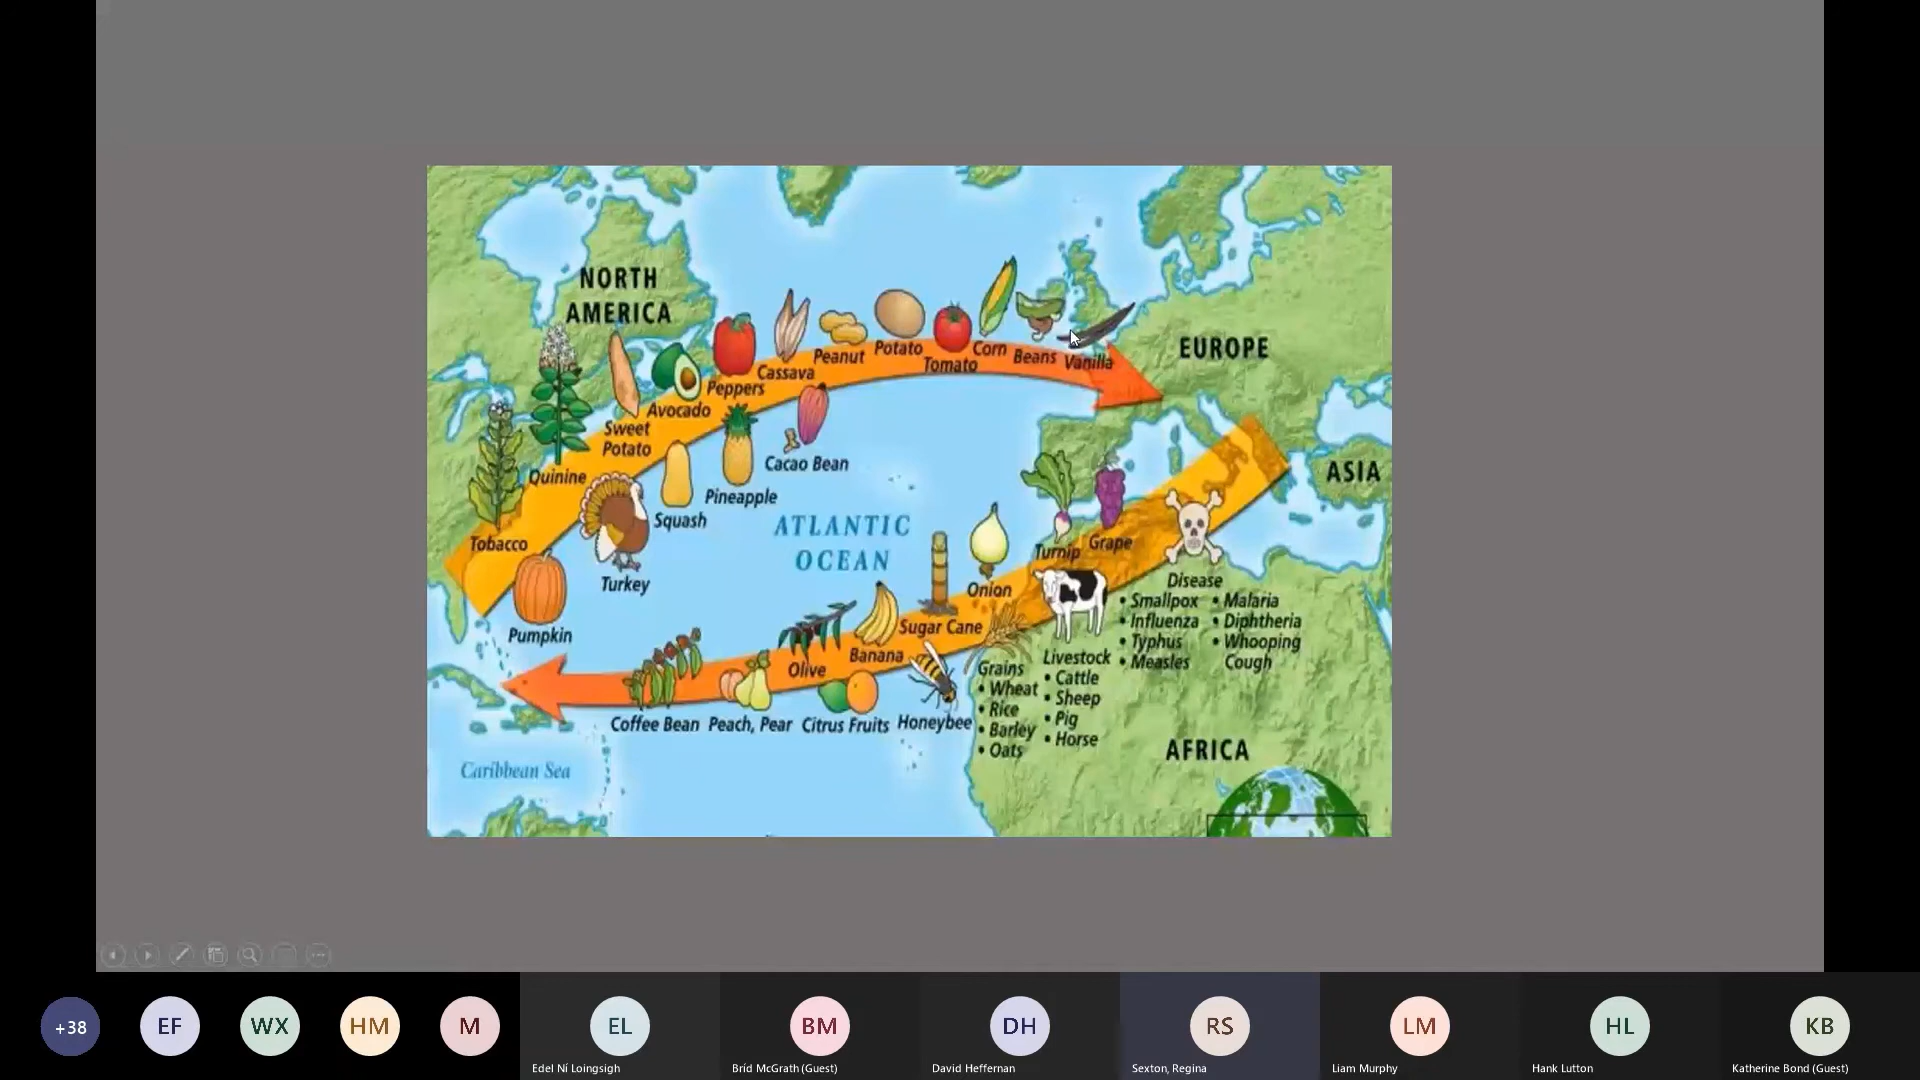 NORTH
AMERICA
EUROPE
ASIA
AFRICA
ATLANTIC
OCEAN
Caribbean Sea
Tobacco
Quinine
Sweet
Potato
Avocado
Peppers
Cassava
Peanut
Potato
Tomato
Corn
Beans
Vanilla
Cacao Bean
Pineapple
Squash
Turkey
Pumpkin
Coffee Bean
Peach, Pear
Olive
Citrus Fruits
Banana
Honeybee
Sugar Cane
Onion
Turnip
Grape
Grains
• Wheat
• Rice
• Barley
• Oats
Livestock
• Cattle
• Sheep
• Pig
• Horse
Disease
• Smallpox
• Influenza
• Typhus
• Measles
• Malaria
• Diphtheria
• Whooping
Cough
+38
EF
WX
HM
M
EL
Edel Ní Loingsigh
BM
Bríd McGrath (Guest)
DH
David Heffernan
RS
Sexton, Regina
LM
Liam Murphy
HL
Hank Lutton
KB
Katherine Bond (Guest)